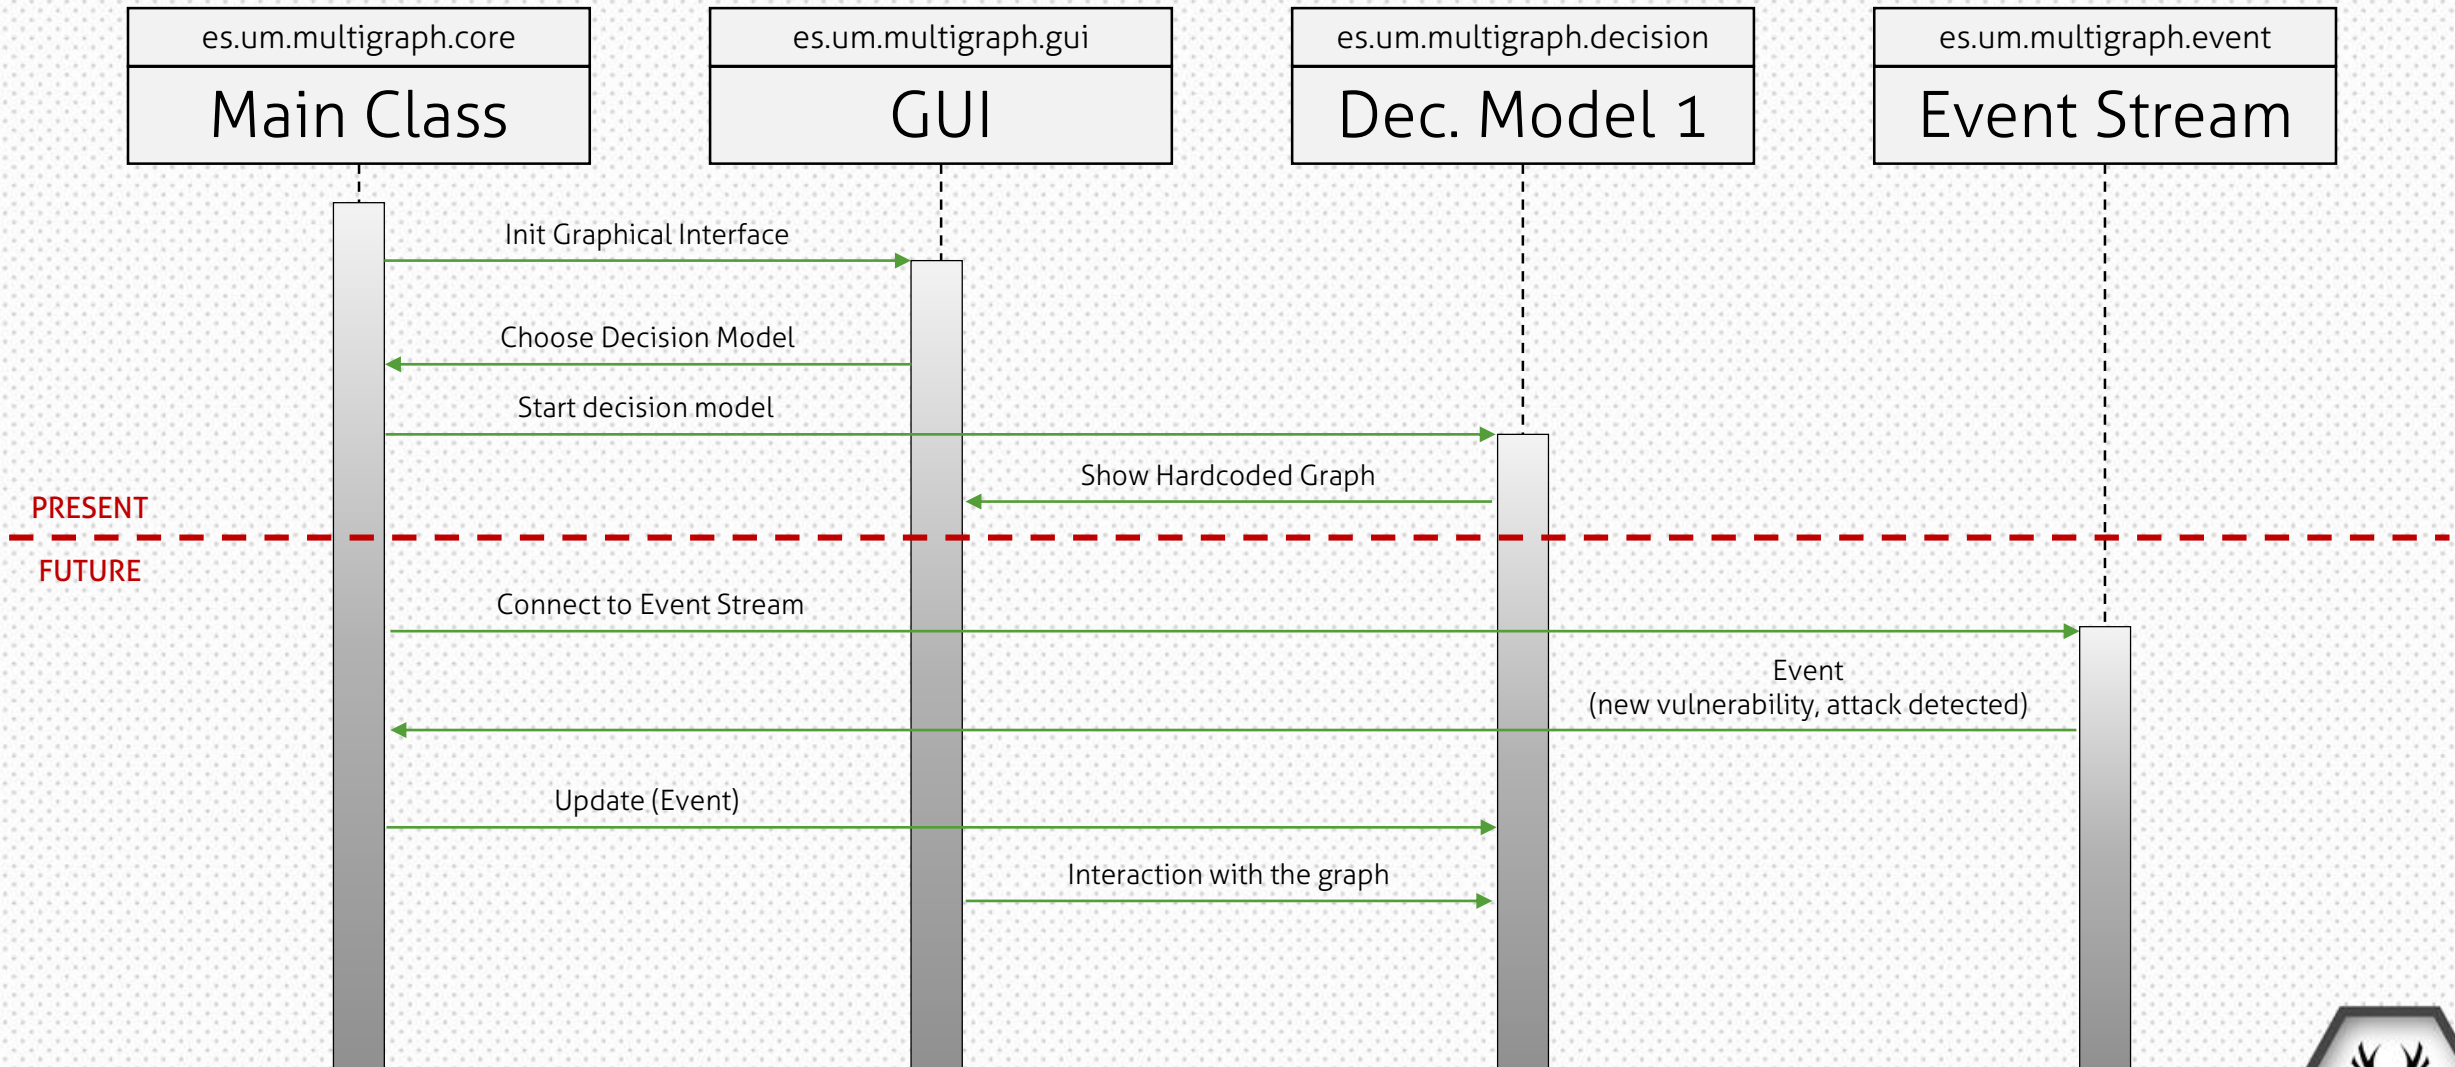 es.um.multigraph.core
Main Class
es.um.multigraph.gui
GUI
es.um.multigraph.decision
Dec. Model 1
es.um.multigraph.event
Event Stream
Init Graphical Interface
Choose Decision Model
Start decision model
Show Hardcoded Graph
PRESENT
FUTURE
Connect to Event Stream
Event
(new vulnerability, attack detected)
Update (Event)
Interaction with the graph